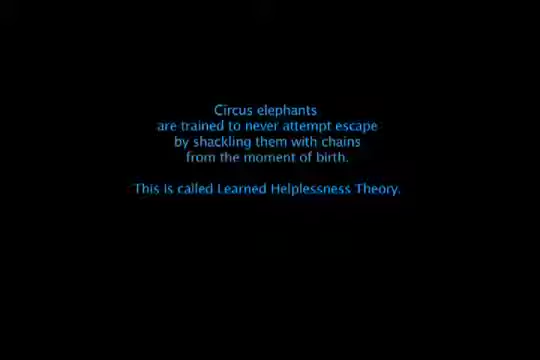 Circus elephants
are trained to never attempt escape
by shackling them with chains
from the moment of birth.
This is called Learned Helplessness Theory.